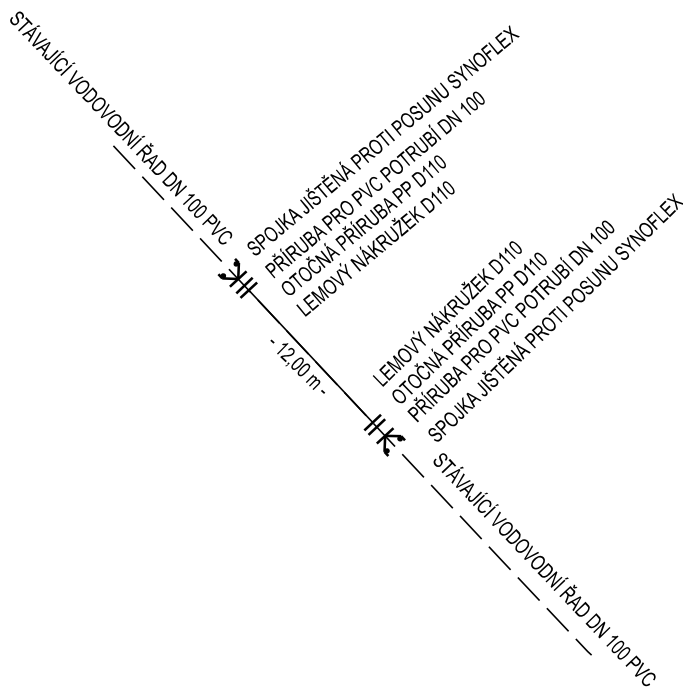 STÁVAJÍCÍ VODOVODNÍ ŘAD DN 100 PVC
SPOJKA JIŠTĚNÁ PROTI POSUNU SYNOFLEX
PŘÍRUBA PRO PVC POTRUBÍ DN 100
OTOČNÁ PŘÍRUBA PP D110
LEMOVÝ NÁKRUŽEK D110
- 12,00 m -
LEMOVÝ NÁKRUŽEK D110
OTOČNÁ PŘÍRUBA PP D110
PŘÍRUBA PRO PVC POTRUBÍ DN 100
SPOJKA JIŠTĚNÁ PROTI POSUNU SYNOFLEX
STÁVAJÍCÍ VODOVODNÍ ŘAD DN 100 PVC